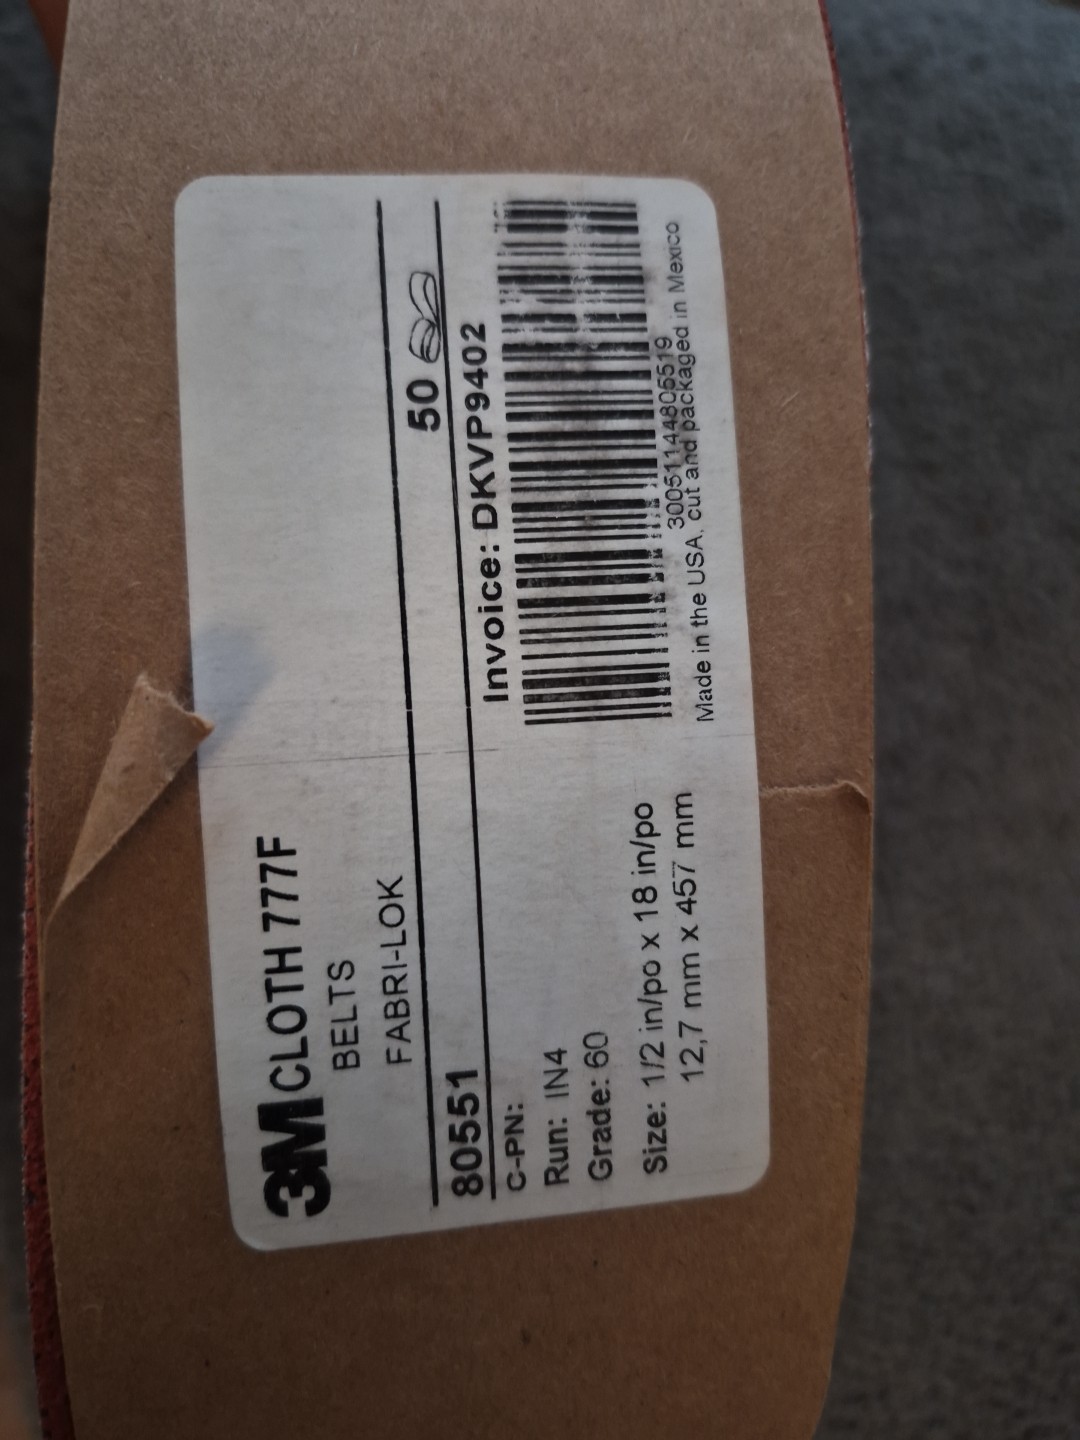 3M CLOTH 777F
BELTS
FABRI-LOK
50
80551
Invoice: DKVP9402
C-PN:
Run: IN4
Grade: 60
Size: 1/2 in/po x 18 in/po
12,7 mm x 457 mm
30051144805519
Made in the USA, cut and packaged in Mexico